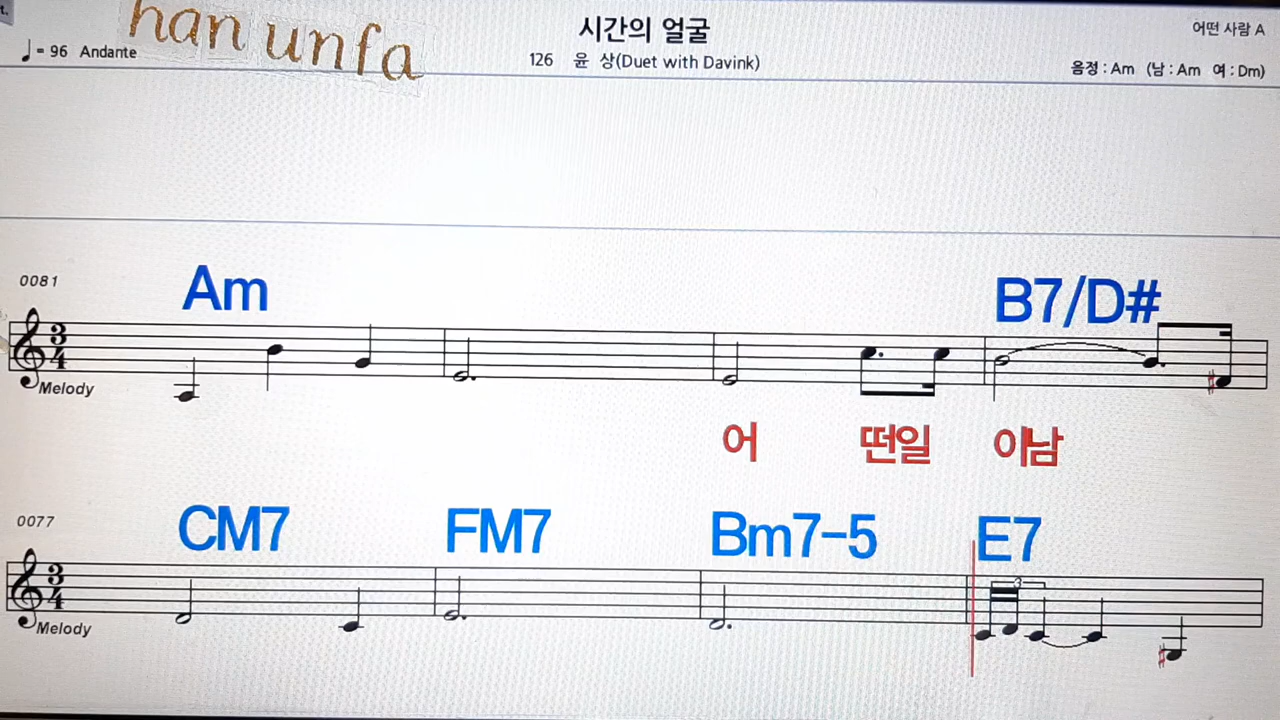 t.
han unfa
시간의 얼굴
어떤 사람 A
♩= 96 Andante
126 윤 상(Duet with Davink)
음정 : Am (남 : Am 여 : Dm)
0081
Am
B7/D#
3
4
Melody
어 떤일 이남
0077
CM7 FM7 Bm7-5 E7
3
3
4
Melody